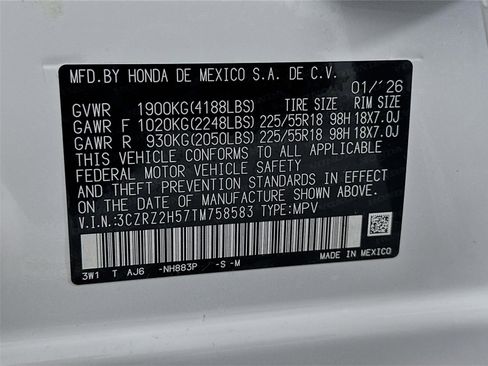 MFD.BY HONDA DE MEXICO S.A. DE C.V.
01/'26
GVWR 1900KG(4188LBS) TIRE SIZE RIM SIZE
GAWR F 1020KG(2248LBS) 225/55R18 98H 18X7.0J
GAWR R 930KG(2050LBS) 225/55R18 98H 18X7.0J
THIS VEHICLE CONFORMS TO ALL APPLICABLE
FEDERAL MOTOR VEHICLE SAFETY AND
THEFT PREVENTION STANDARDS IN EFFECT
ON THE DATE OF MANUFACTURE SHOWN ABOVE.
V.I.N:3CZRZ2H57TM758583 TYPE:MPV
3W1 T AJ6 -NH883P -S -M
MADE IN MEXICO